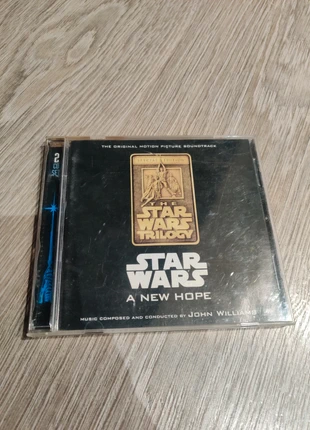 THE ORIGINAL MOTION PICTURE SOUNDTRACK
THE
STAR
WARS
TRILOGY
STAR
WARS
A NEW HOPE
MUSIC COMPOSED AND CONDUCTED BY JOHN WILLIAMS
2